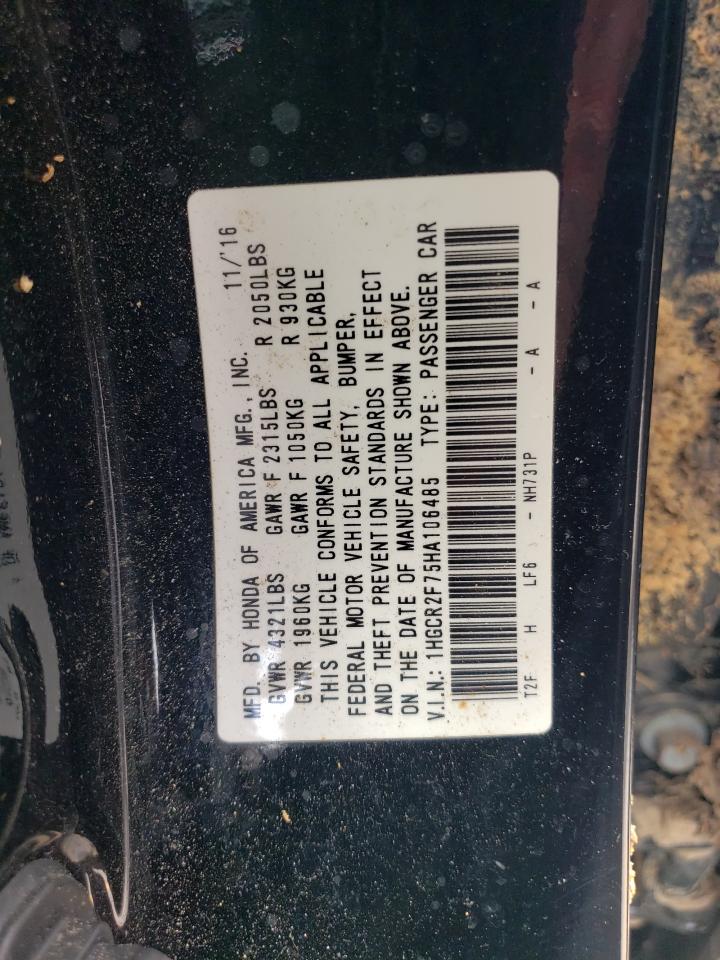 MFD. BY HONDA OF AMERICA MFG., INC. 11/'16
GVWR 4321LBS GAWR F 2315LBS R 2050LBS
GVWR 1960KG GAWR F 1050KG R 930KG
THIS VEHICLE CONFORMS TO ALL APPLICABLE
FEDERAL MOTOR VEHICLE SAFETY, BUMPER,
AND THEFT PREVENTION STANDARDS IN EFFECT
ON THE DATE OF MANUFACTURE SHOWN ABOVE.
V.I.N.: 1HGCR2F75HA106485 TYPE: PASSENGER CAR
T2F H LF6 - NH731P - A - A